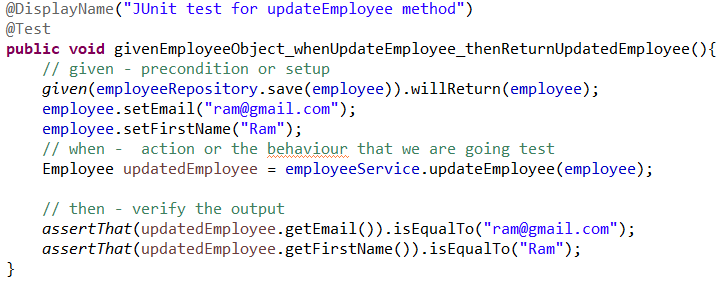 @DisplayName("JUnit test for updateEmployee method")
@Test
public void givenEmployeeObject_whenUpdateEmployee_thenReturnUpdatedEmployee(){
    // given - precondition or setup
    given(employeeRepository.save(employee)).willReturn(employee);
    employee.setEmail("ram@gmail.com");
    employee.setFirstName("Ram");
    // when -  action or the behaviour that we are going test
    Employee updatedEmployee = employeeService.updateEmployee(employee);

    // then - verify the output
    assertThat(updatedEmployee.getEmail()).isEqualTo("ram@gmail.com");
    assertThat(updatedEmployee.getFirstName()).isEqualTo("Ram");
}